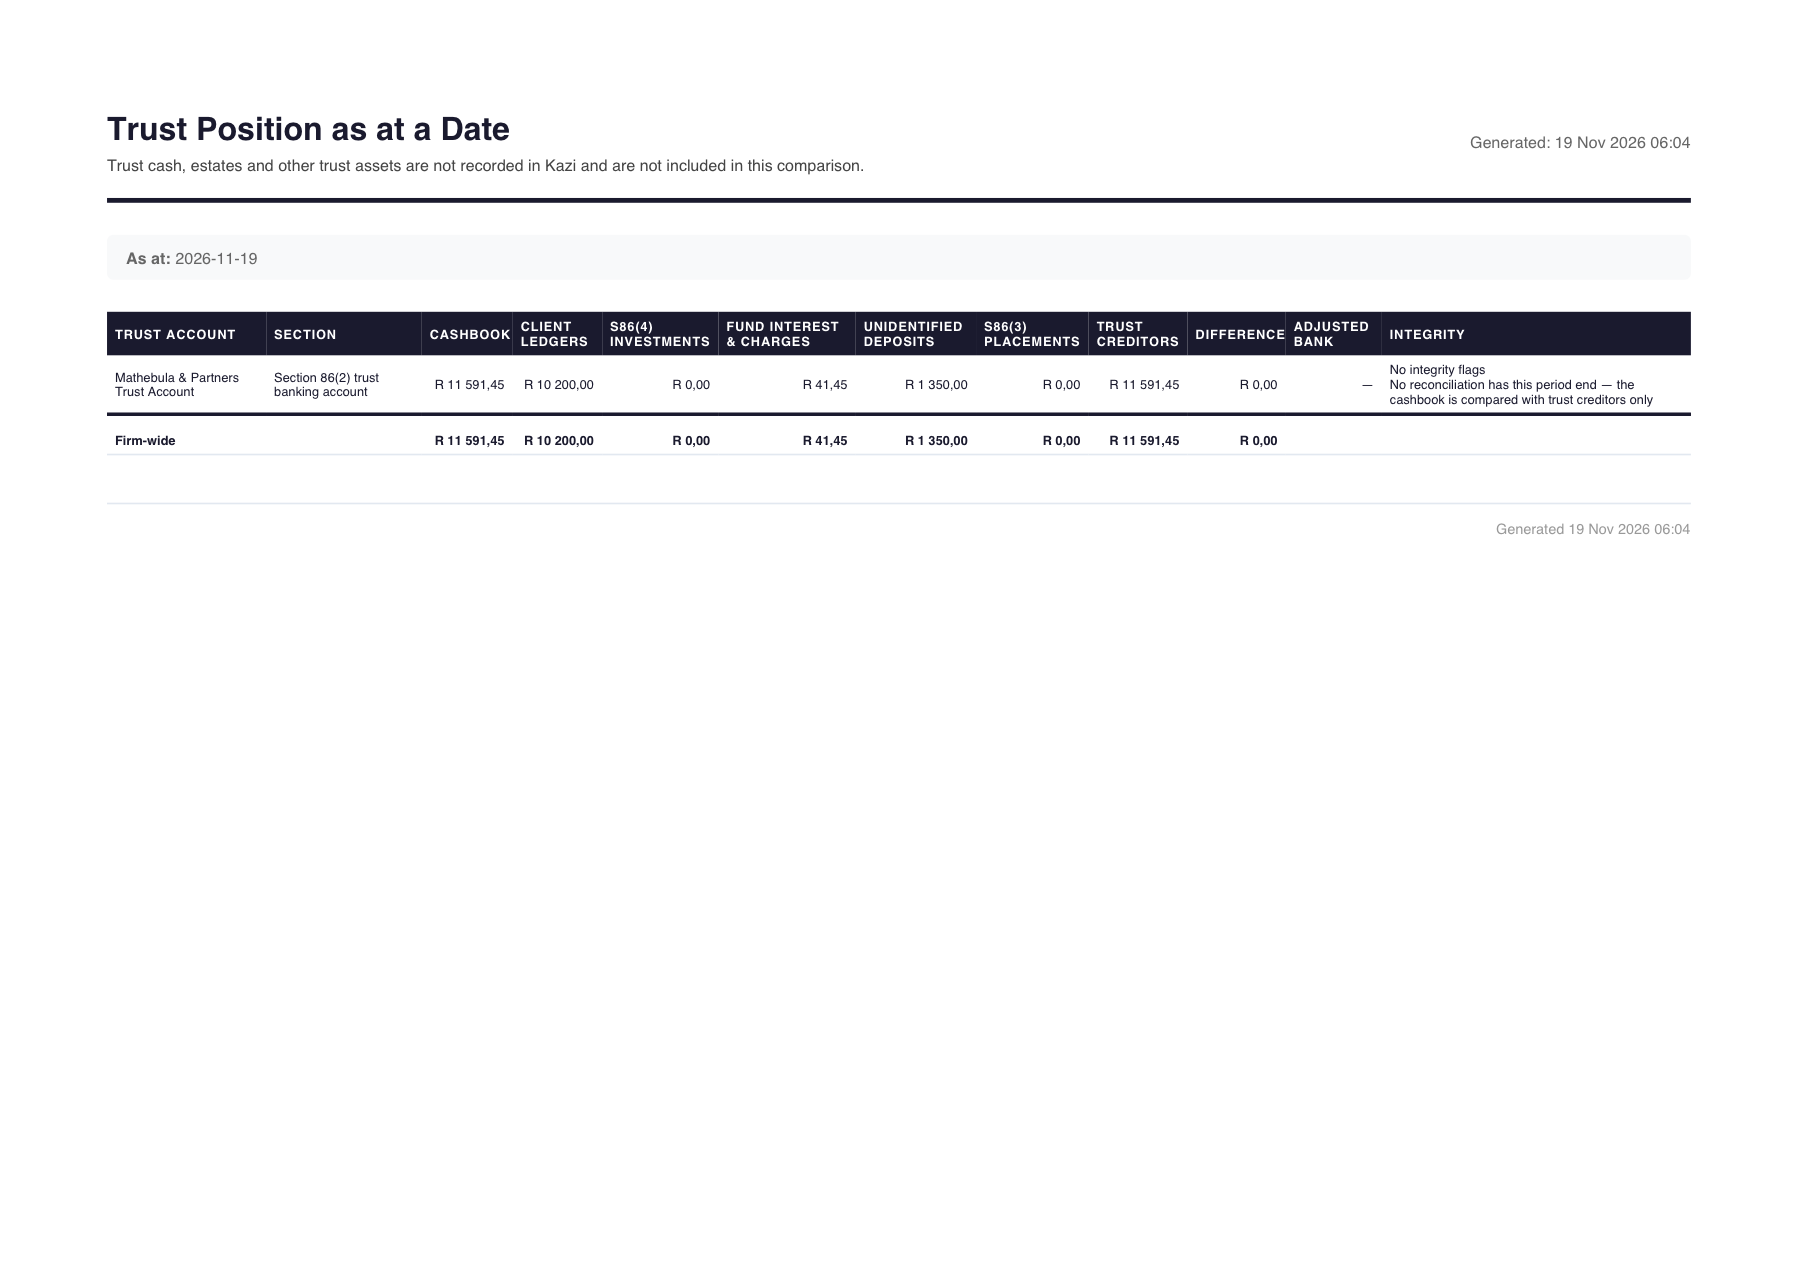 Trust Position as at a Date
Generated: 19 Nov 2026 06:04
Trust cash, estates and other trust assets are not recorded in Kazi and are not included in this comparison.
As at: 2026-11-19
TRUST ACCOUNT SECTION CASHBOOK CLIENT LEDGERS S86(4) INVESTMENTS FUND INTEREST & CHARGES UNIDENTIFIED DEPOSITS S86(3) PLACEMENTS TRUST CREDITORS DIFFERENCE ADJUSTED BANK INTEGRITY
Mathebula & Partners Trust Account Section 86(2) trust banking account R 11 591,45 R 10 200,00 R 0,00 R 41,45 R 1 350,00 R 0,00 R 11 591,45 R 0,00 — No integrity flags
No reconciliation has this period end — the
cashbook is compared with trust creditors only
Firm-wide R 11 591,45 R 10 200,00 R 0,00 R 41,45 R 1 350,00 R 0,00 R 11 591,45 R 0,00
Generated 19 Nov 2026 06:04